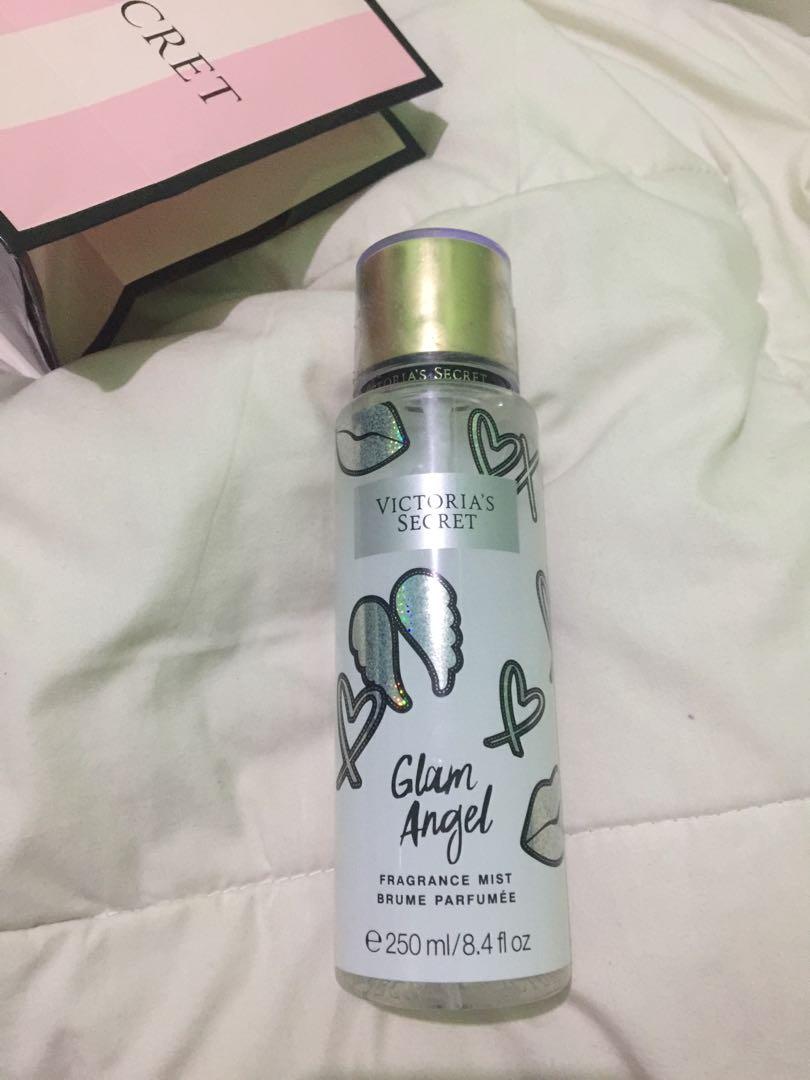 CRET
VICTORIA'S SECRET
VICTORIA'S
SECRET
Glam
Angel
FRAGRANCE MIST
BRUME PARFUMÉE
e 250 ml/8.4 fl oz